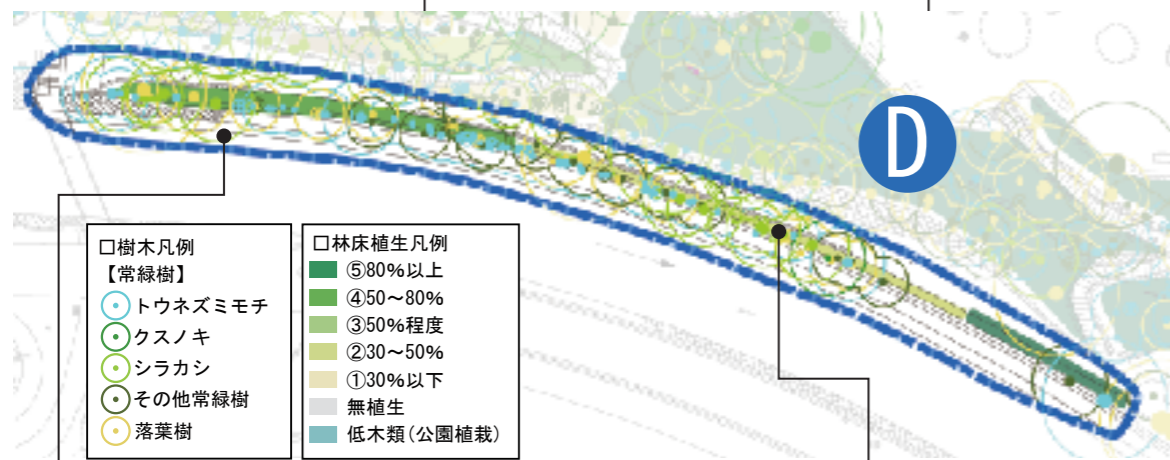 D
□樹木凡例
【常緑樹】
トウネズミモチ
クスノキ
シラカシ
その他常緑樹
落葉樹
□林床植生凡例
⑤80%以上
④50～80%
③50%程度
②30～50%
①30%以下
無植生
低木類(公園植栽)